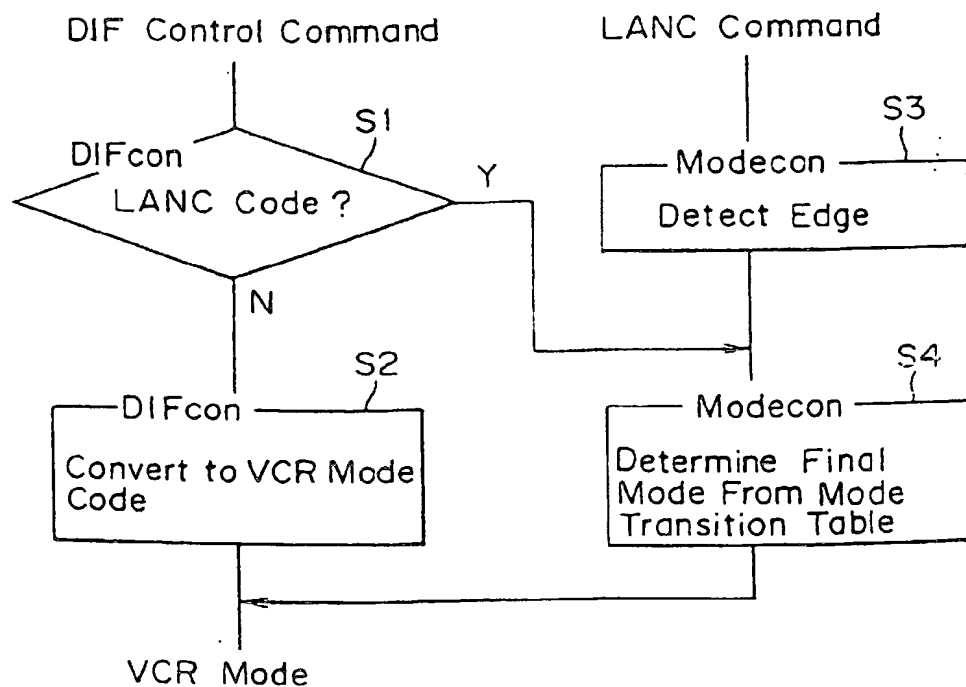 DIF Control Command
LANC Command
S1
S3
DIFcon
LANC Code ?
Y
Modecon
Detect Edge
N
S2
S4
DIFcon
Convert to VCR Mode
Code
Modecon
Determine Final
Mode From Mode
Transition Table
VCR Mode